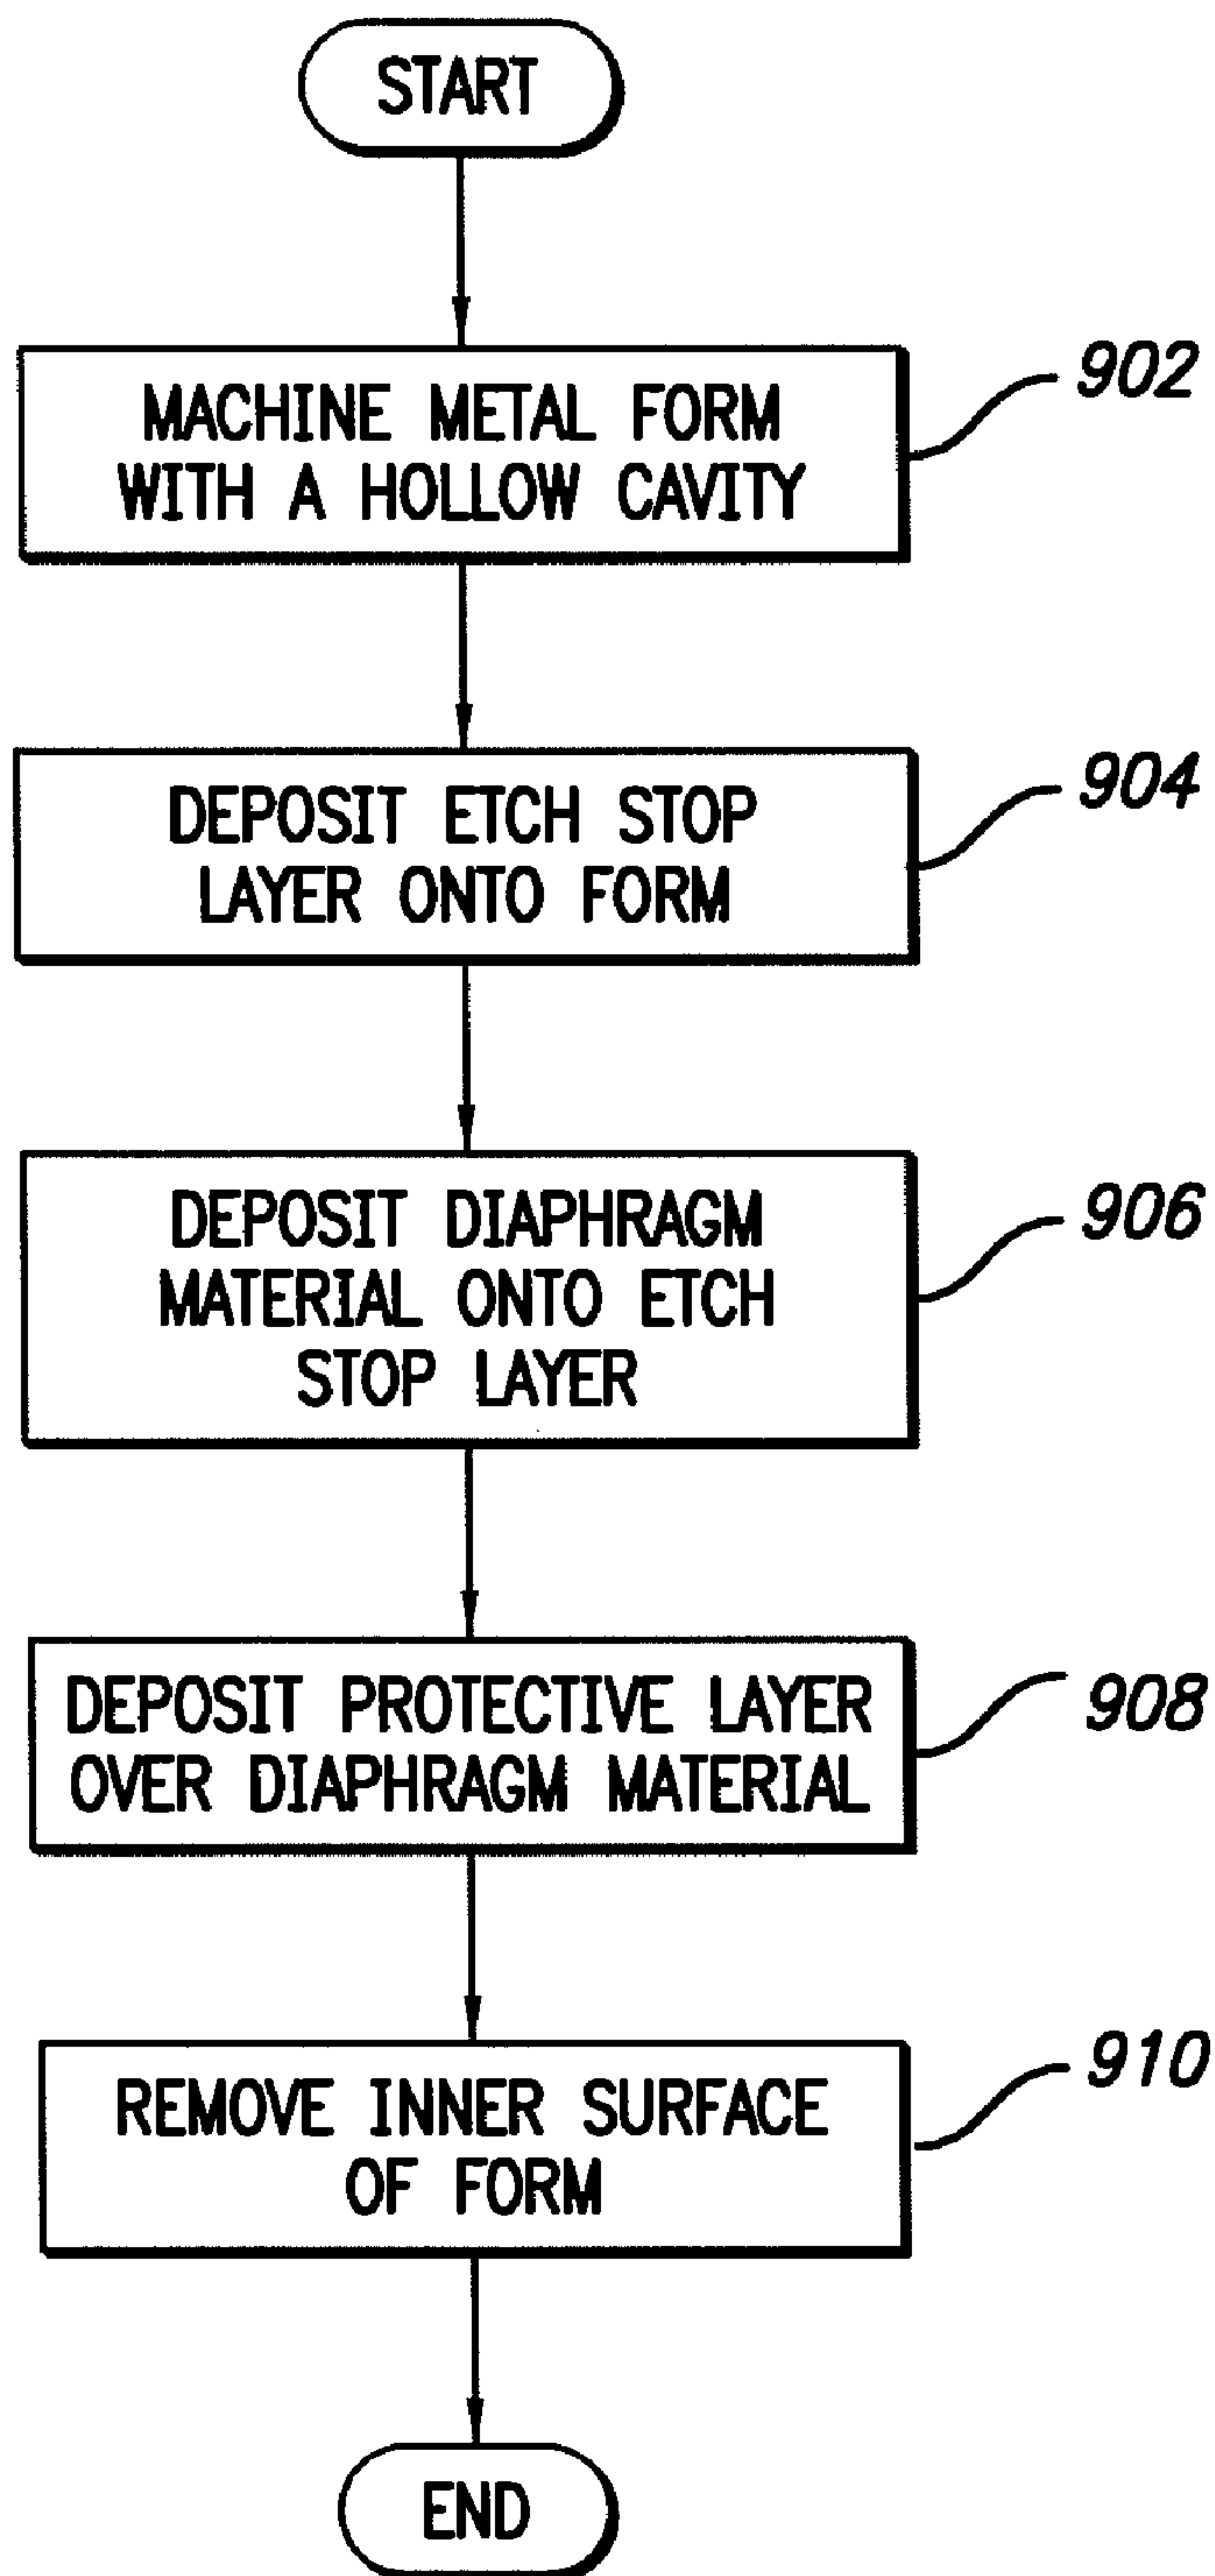 START
MACHINE METAL FORM
WITH A HOLLOW CAVITY
902
DEPOSIT ETCH STOP
LAYER ONTO FORM
904
DEPOSIT DIAPHRAGM
MATERIAL ONTO ETCH
STOP LAYER
906
DEPOSIT PROTECTIVE LAYER
OVER DIAPHRAGM MATERIAL
908
REMOVE INNER SURFACE
OF FORM
910
END